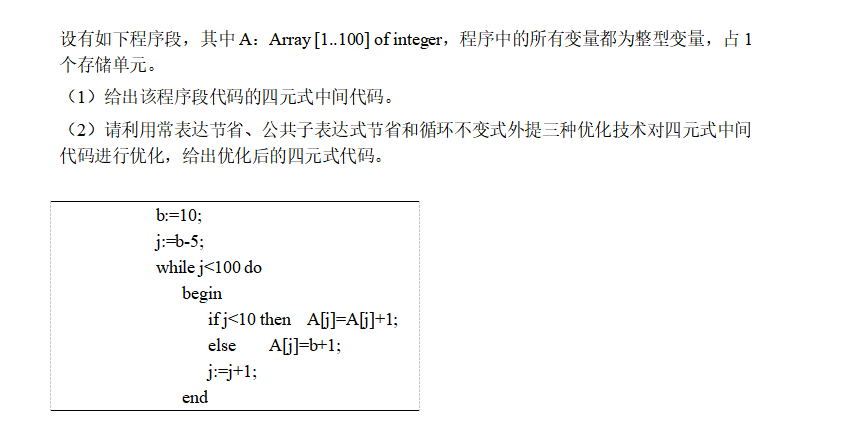 设有如下程序段，其中 A：Array [1..100] of integer，程序中的所有变量都为整型变量，占 1
个存储单元。
（1）给出该程序段代码的四元式中间代码。
（2）请利用常表达节省、公共子表达式节省和循环不变式外提三种优化技术对四元式中间
代码进行优化，给出优化后的四元式代码。
b:=10;
j:=b-5;
while j<100 do
begin
if j<10 then A[j]=A[j]+1;
else A[j]=b+1;
j:=j+1;
end